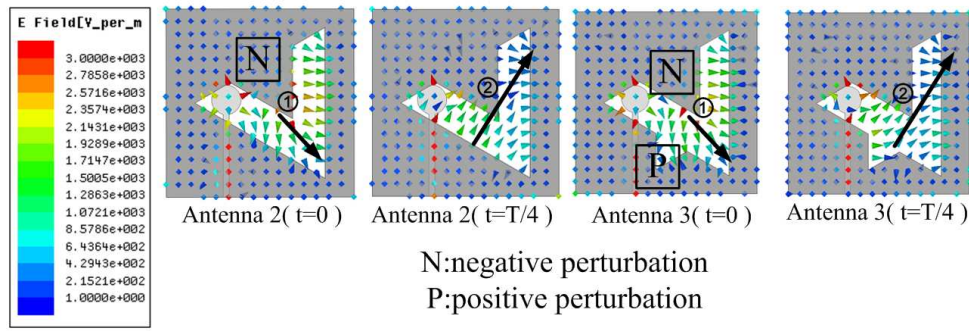 E Field[V_per_m
3.0000e+003
2.7858e+003
2.5716e+003
2.3574e+003
2.1431e+003
1.9289e+003
1.7147e+003
1.5005e+003
1.2863e+003
1.0721e+003
8.5786e+002
6.4364e+002
4.2943e+002
2.1521e+002
1.0000e+000
N
①
②
N
①
P
②
Antenna 2( t=0 )
Antenna 2( t=T/4 )
Antenna 3( t=0 )
Antenna 3( t=T/4 )
N:negative perturbation
P:positive perturbation